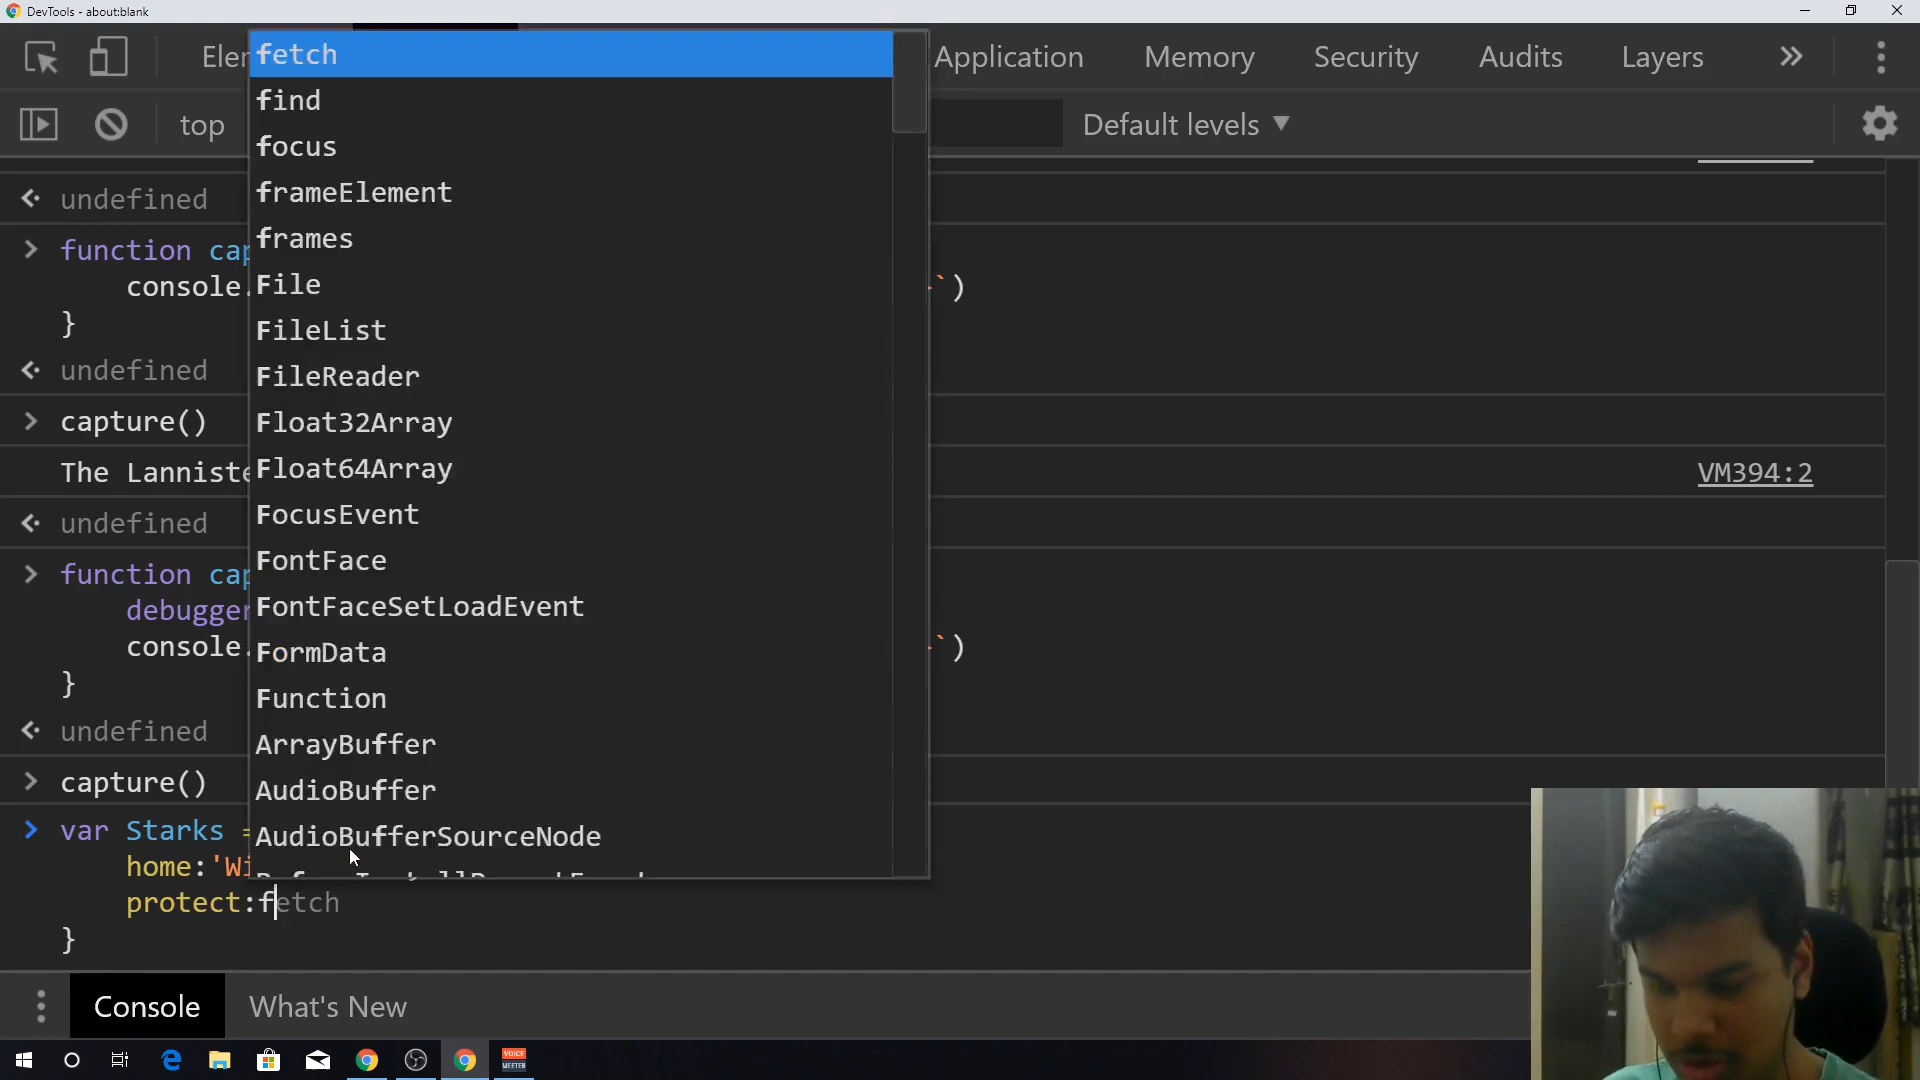 DevTools - about:blank
Application Memory Security Audits Layers
top Default levels ▼
fetch
find
focus
frameElement
frames
File
FileList
FileReader
Float32Array
Float64Array
FocusEvent
FontFace
FontFaceSetLoadEvent
FormData
Function
ArrayBuffer
AudioBuffer
AudioBufferSourceNode
undefined
function cap
console. `)
}
undefined
capture()
The Lanniste VM394:2
undefined
function cap
debugger
console. `)
}
undefined
capture()
var Starks =
home:'Wi
protect:fetch
}
Console What's New
VOICE
MEETER